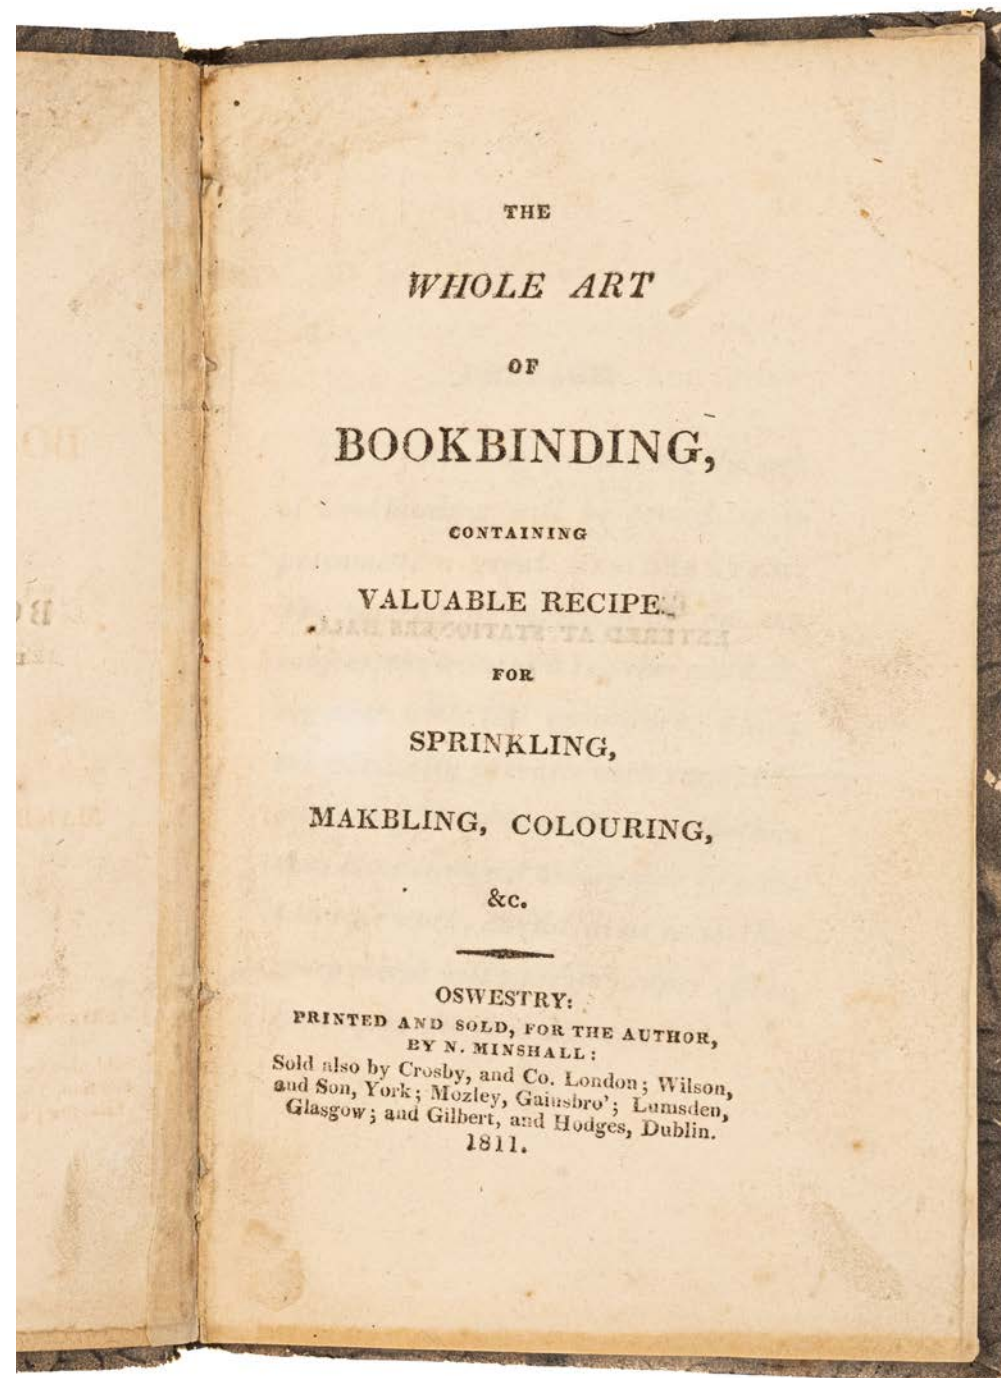 THE
WHOLE ART
OF
BOOKBINDING,
CONTAINING
VALUABLE RECIPE
FOR
SPRINKLING,
MAKBLING, COLOURING,
&c.
OSWESTRY:
PRINTED AND SOLD, FOR THE AUTHOR,
BY N. MINSHALL:
Sold also by Crosby, and Co. London; Wilson,
and Son, York; Mozley, Gainsbro'; Lumsden,
Glasgow; and Gilbert, and Hodges, Dublin.
1811.